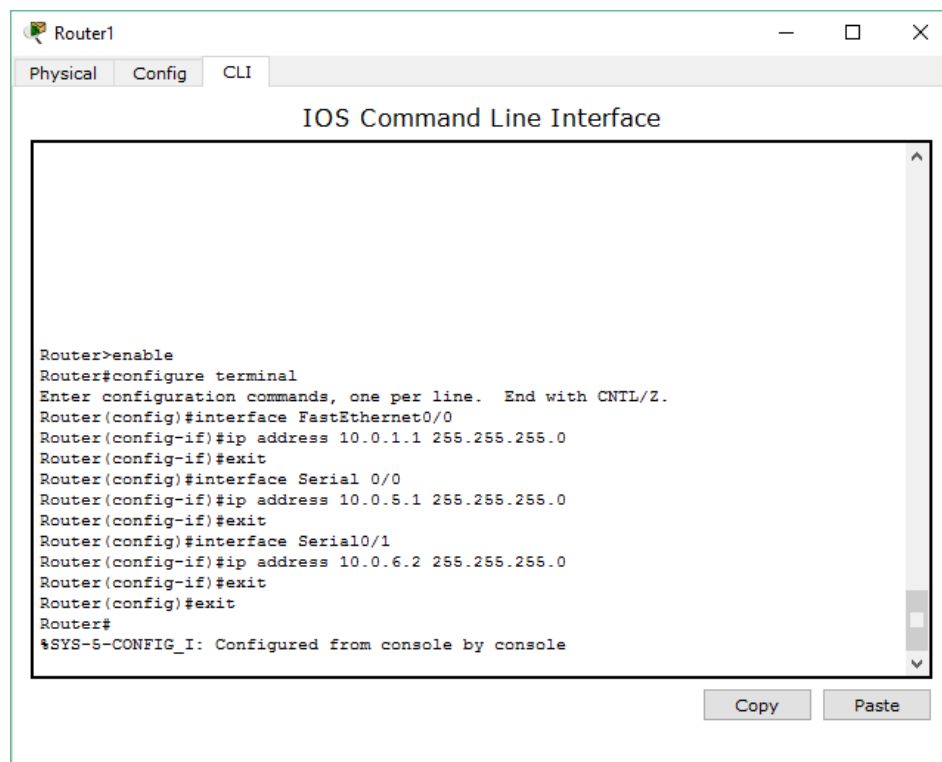 Router1
Physical Config CLI
IOS Command Line Interface
Router>enable
Router#configure terminal
Enter configuration commands, one per line.  End with CNTL/Z.
Router(config)#interface FastEthernet0/0
Router(config-if)#ip address 10.0.1.1 255.255.255.0
Router(config-if)#exit
Router(config)#interface Serial 0/0
Router(config-if)#ip address 10.0.5.1 255.255.255.0
Router(config-if)#exit
Router(config)#interface Serial0/1
Router(config-if)#ip address 10.0.6.2 255.255.255.0
Router(config-if)#exit
Router(config)#exit
Router#
%SYS-5-CONFIG_I: Configured from console by console
Copy Paste